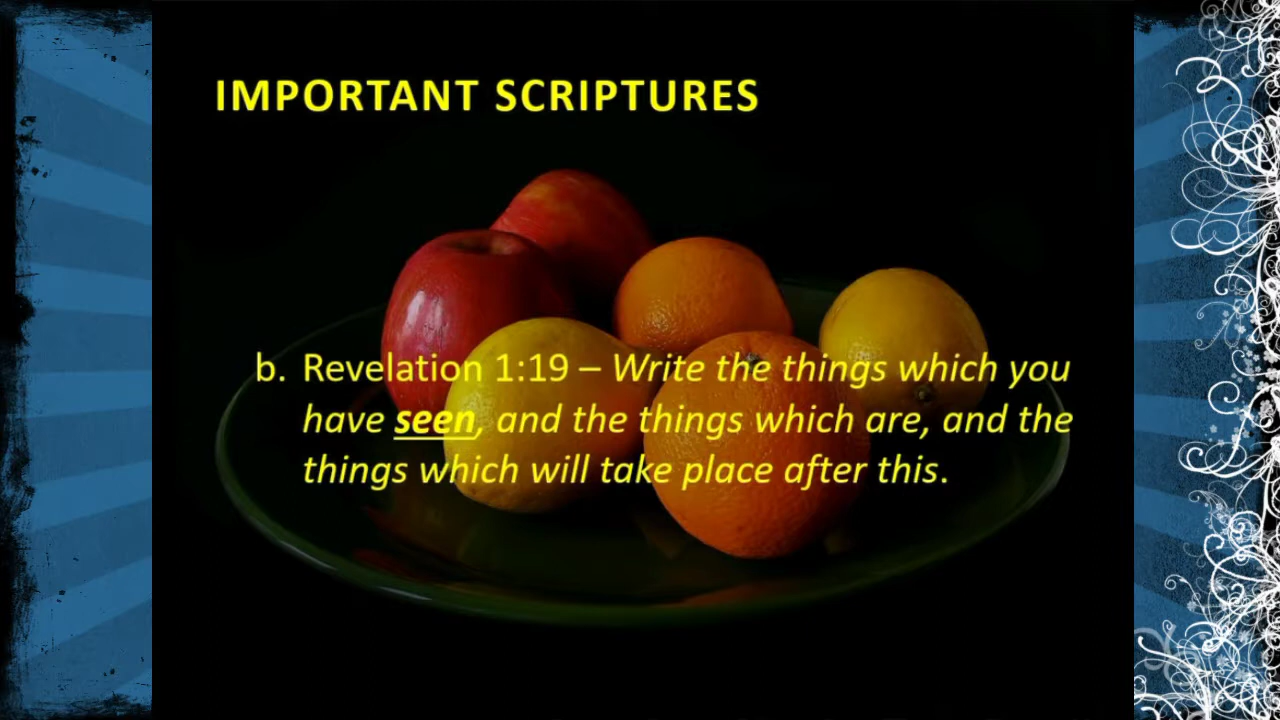 IMPORTANT SCRIPTURES
b. Revelation 1:19 – Write the things which you
have seen, and the things which are, and the
things which will take place after this.